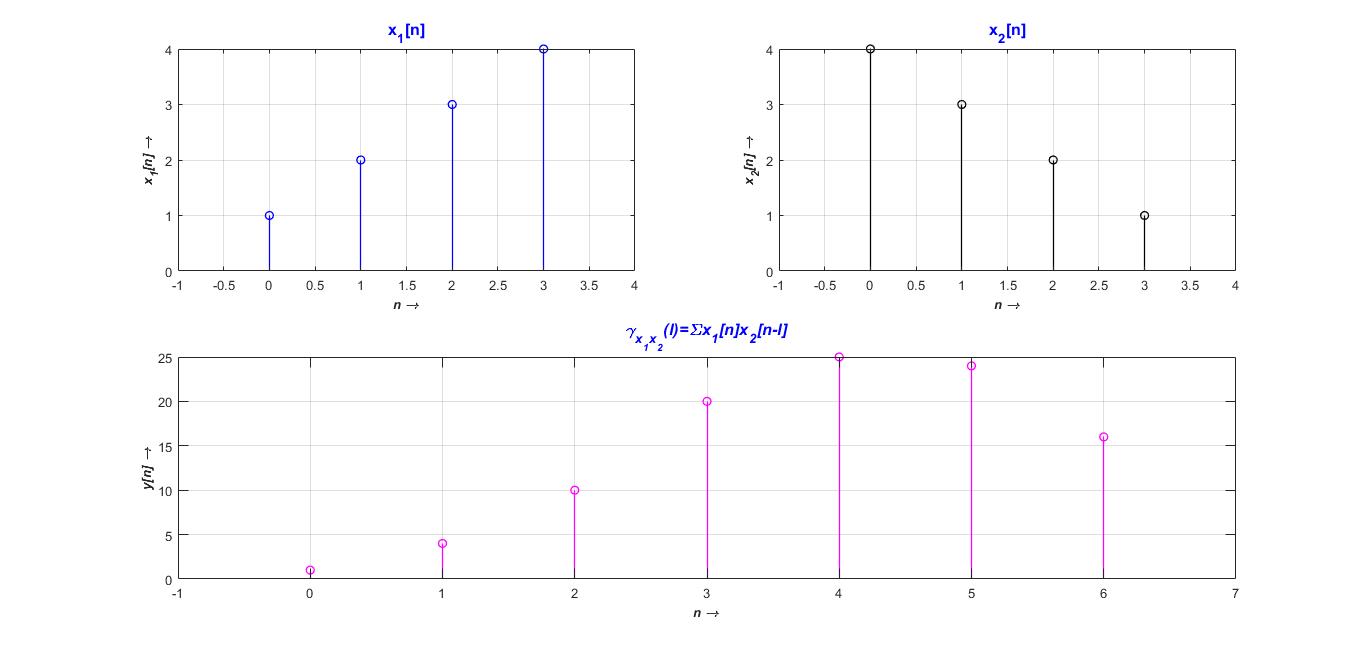 x1[n]
x1[n] →
4
3
2
1
0
-1 -0.5 0 0.5 1 1.5 2 2.5 3 3.5 4
n →
x2[n]
x2[n] →
4
3
2
1
0
-1 -0.5 0 0.5 1 1.5 2 2.5 3 3.5 4
n →
γx1x2(l)=Σx1[n]x2[n-l]
y[n] →
25
20
15
10
5
0
-1 0 1 2 3 4 5 6 7
n →